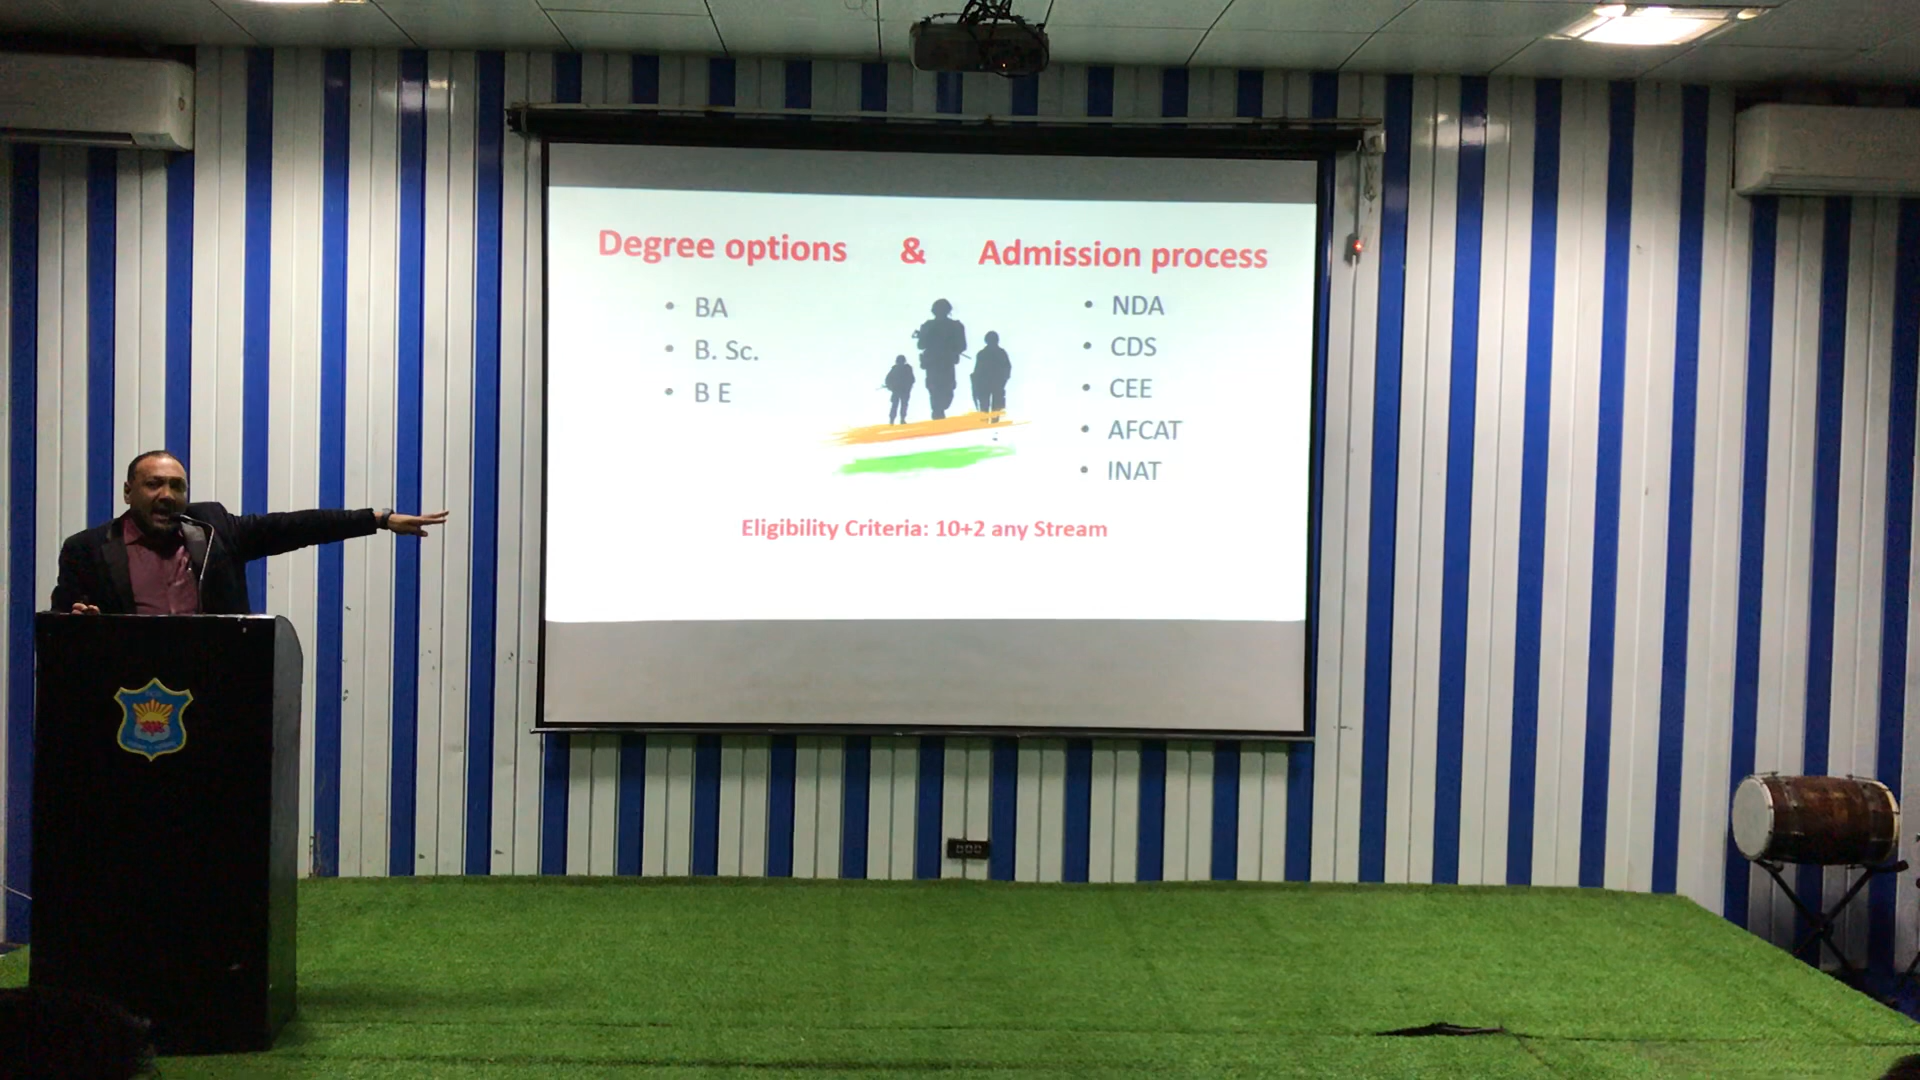 Degree options & Admission process
• BA
• B. Sc.
• B E
• NDA
• CDS
• CEE
• AFCAT
• INAT
Eligibility Criteria: 10+2 any Stream